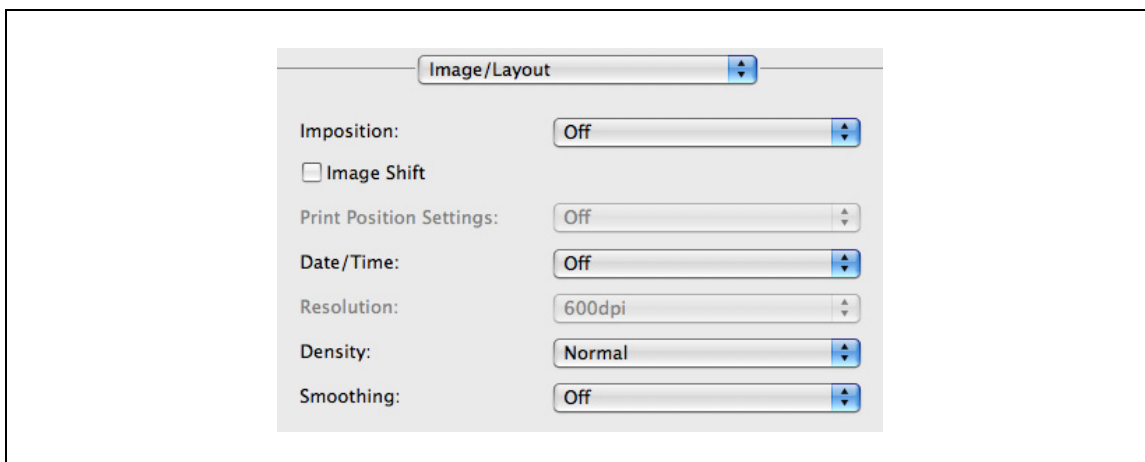 Image/Layout
Imposition: Off
Image Shift
Print Position Settings: Off
Date/Time: Off
Resolution: 600dpi
Density: Normal
Smoothing: Off